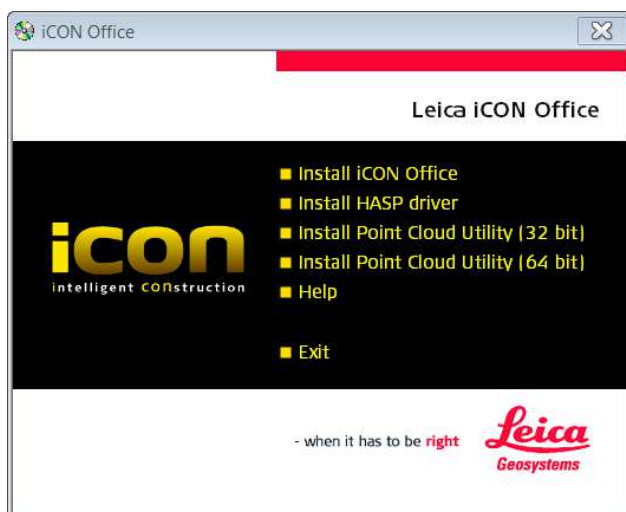 iCON Office
Leica iCON Office
Install iCON Office
Install HASP driver
Install Point Cloud Utility (32 bit)
Install Point Cloud Utility (64 bit)
Help
Exit
icon
intelligent construction
- when it has to be right
Leica
Geosystems